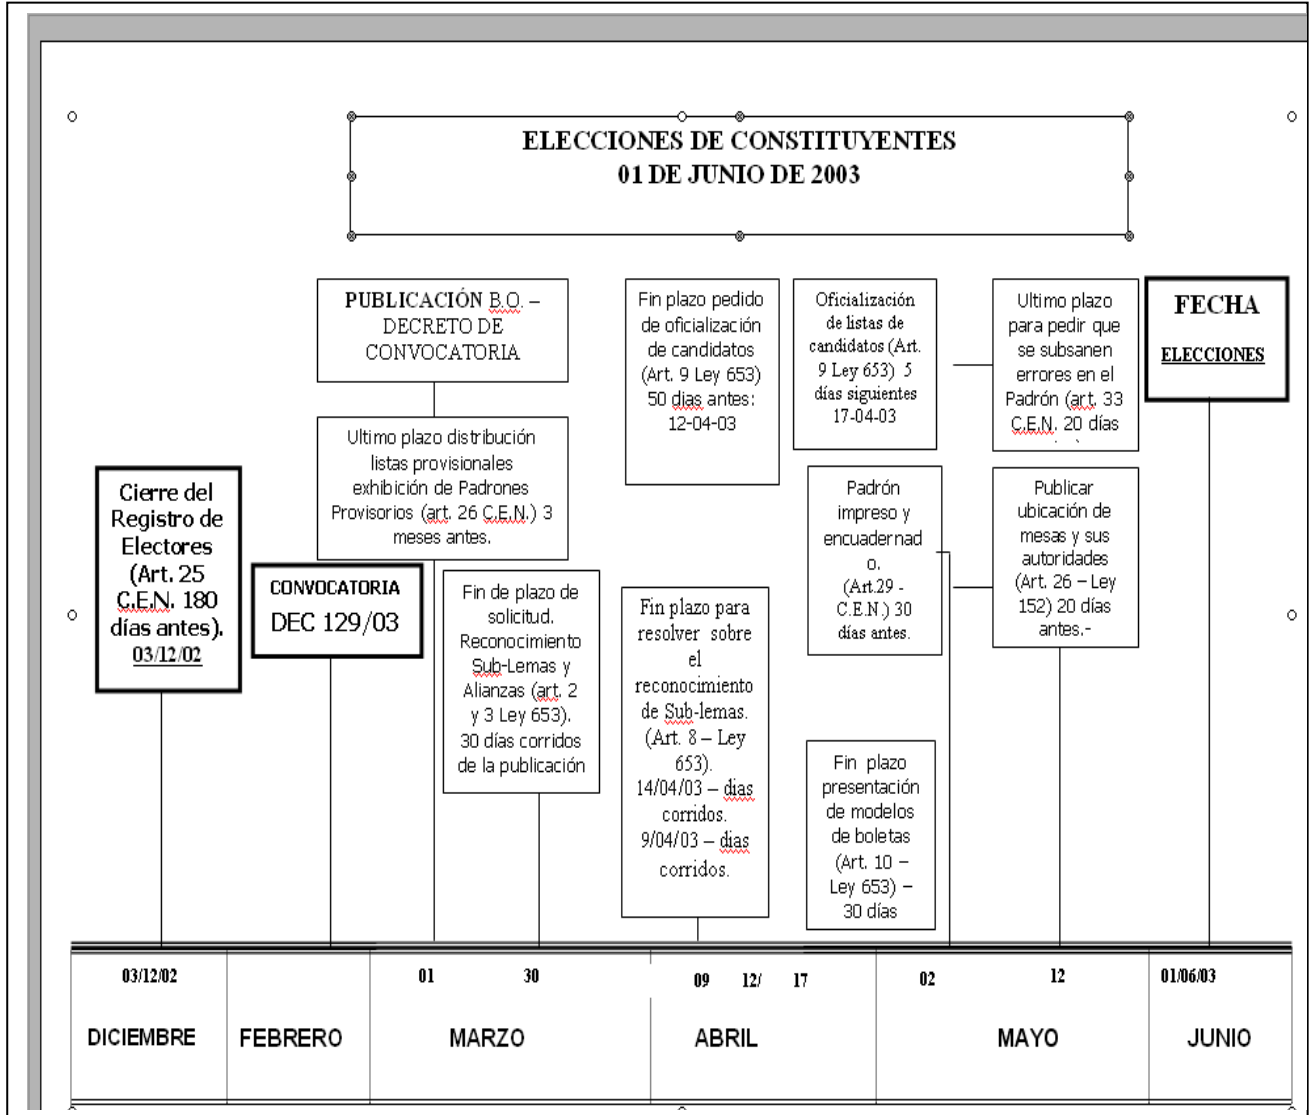 ELECCIONES DE CONSTITUYENTES
01 DE JUNIO DE 2003
PUBLICACIÓN B.O. –
DECRETO DE
CONVOCATORIA
Ultimo plazo distribución
listas provisionales
exhibición de Padrones
Provisorios (art. 26 C.E.N.) 3
meses antes.
Cierre del
Registro de
Electores
(Art. 25
C.E.N. 180
días antes).
03/12/02
CONVOCATORIA
DEC 129/03
Fin de plazo de
solicitud.
Reconocimiento
Sub-Lemas y
Alianzas (art. 2
y 3 Ley 653).
30 días corridos
de la publicación
Fin plazo pedido
de oficialización
de candidatos
(Art. 9 Ley 653)
50 dias antes:
12-04-03
Fin plazo para
resolver sobre
el
reconocimiento
de Sub-lemas.
(Art. 8 – Ley
653).
14/04/03 – dias
corridos.
9/04/03 – dias
corridos.
Oficialización
de listas de
candidatos (Art.
9 Ley 653) 5
días siguientes
17-04-03
Padrón
impreso y
encuadernad
o.
(Art.29 -
C.E.N.) 30
días antes.
Fin plazo
presentación
de modelos
de boletas
(Art. 10 –
Ley 653) –
30 días
Ultimo plazo
para pedir que
se subsanen
errores en el
Padrón (art. 33
C.E.N. 20 días
Publicar
ubicación de
mesas y sus
autoridades
(Art. 26 – Ley
152) 20 días
antes.-
FECHA
ELECCIONES
03/12/02 01 30 09 12/ 17 02 12 01/06/03
DICIEMBRE FEBRERO MARZO ABRIL MAYO JUNIO